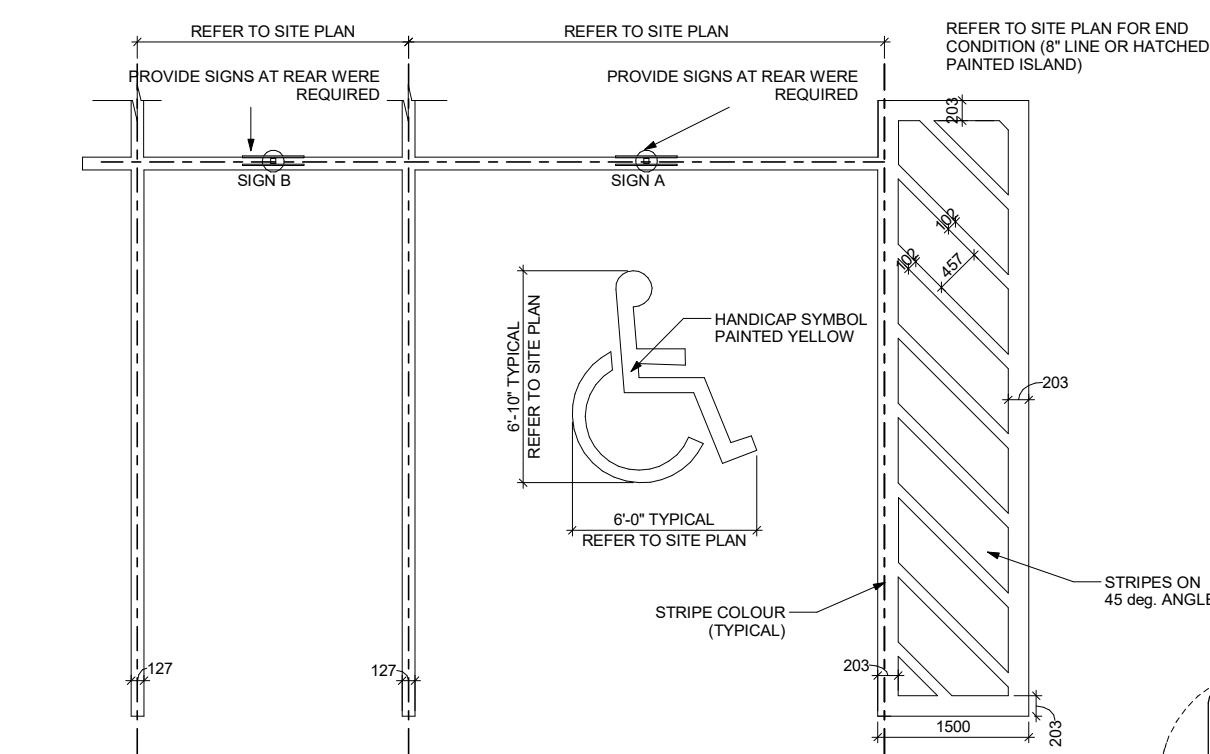 REFER TO SITE PLAN
REFER TO SITE PLAN
REFER TO SITE PLAN FOR END
CONDITION (8" LINE OR HATCHED
PAINTED ISLAND)
PROVIDE SIGNS AT REAR WERE
REQUIRED
PROVIDE SIGNS AT REAR WERE
REQUIRED
203
SIGN B
SIGN A
102
102
457
6'-10" TYPICAL
REFER TO SITE PLAN
HANDICAP SYMBOL
PAINTED YELLOW
203
6'-0" TYPICAL
REFER TO SITE PLAN
STRIPES ON
45 deg. ANGLE
STRIPE COLOUR
(TYPICAL)
127
127
203
203
1500